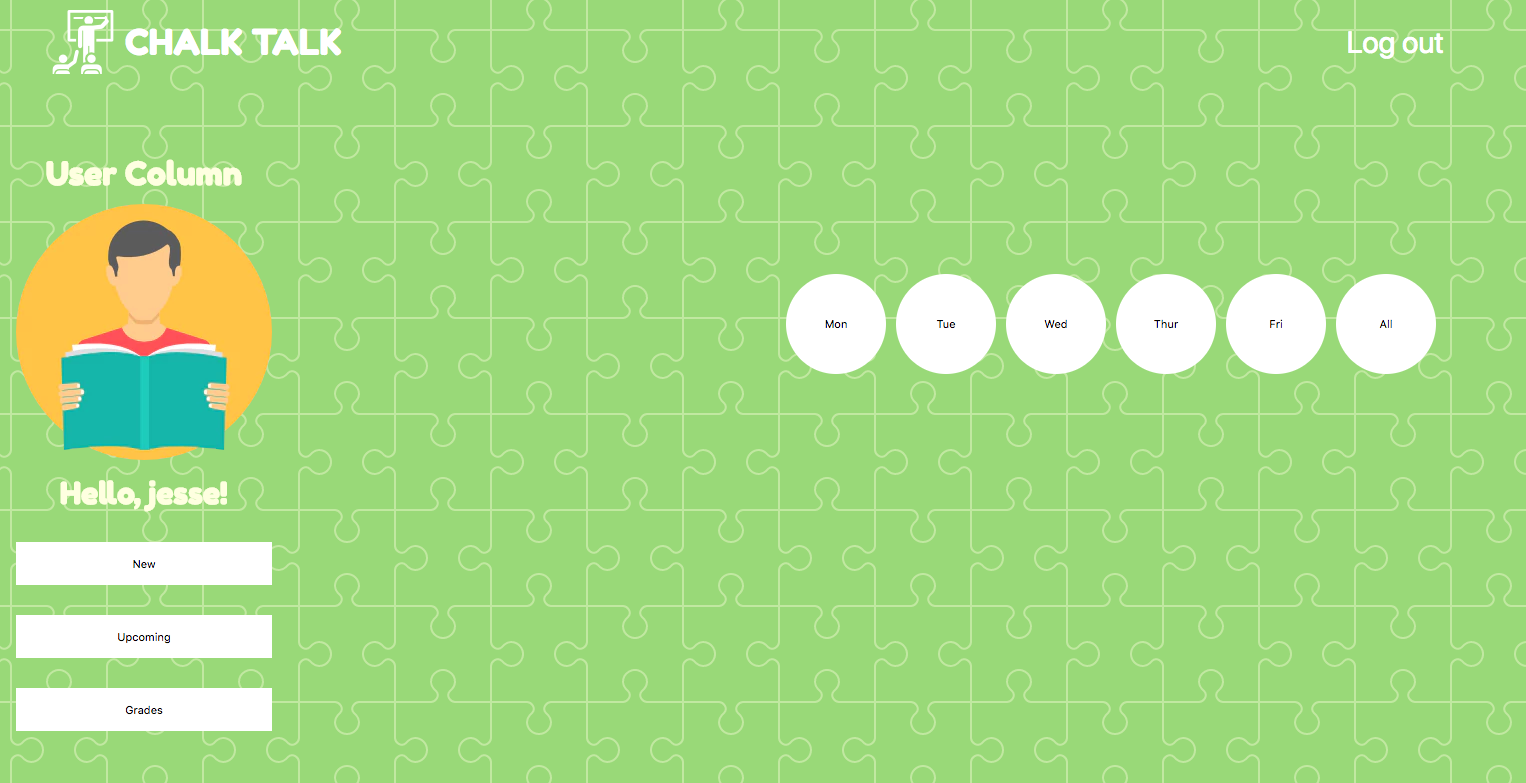 CHALK TALK
Log out
User Column
Mon Tue Wed Thur Fri All
Hello, jesse!
New
Upcoming
Grades